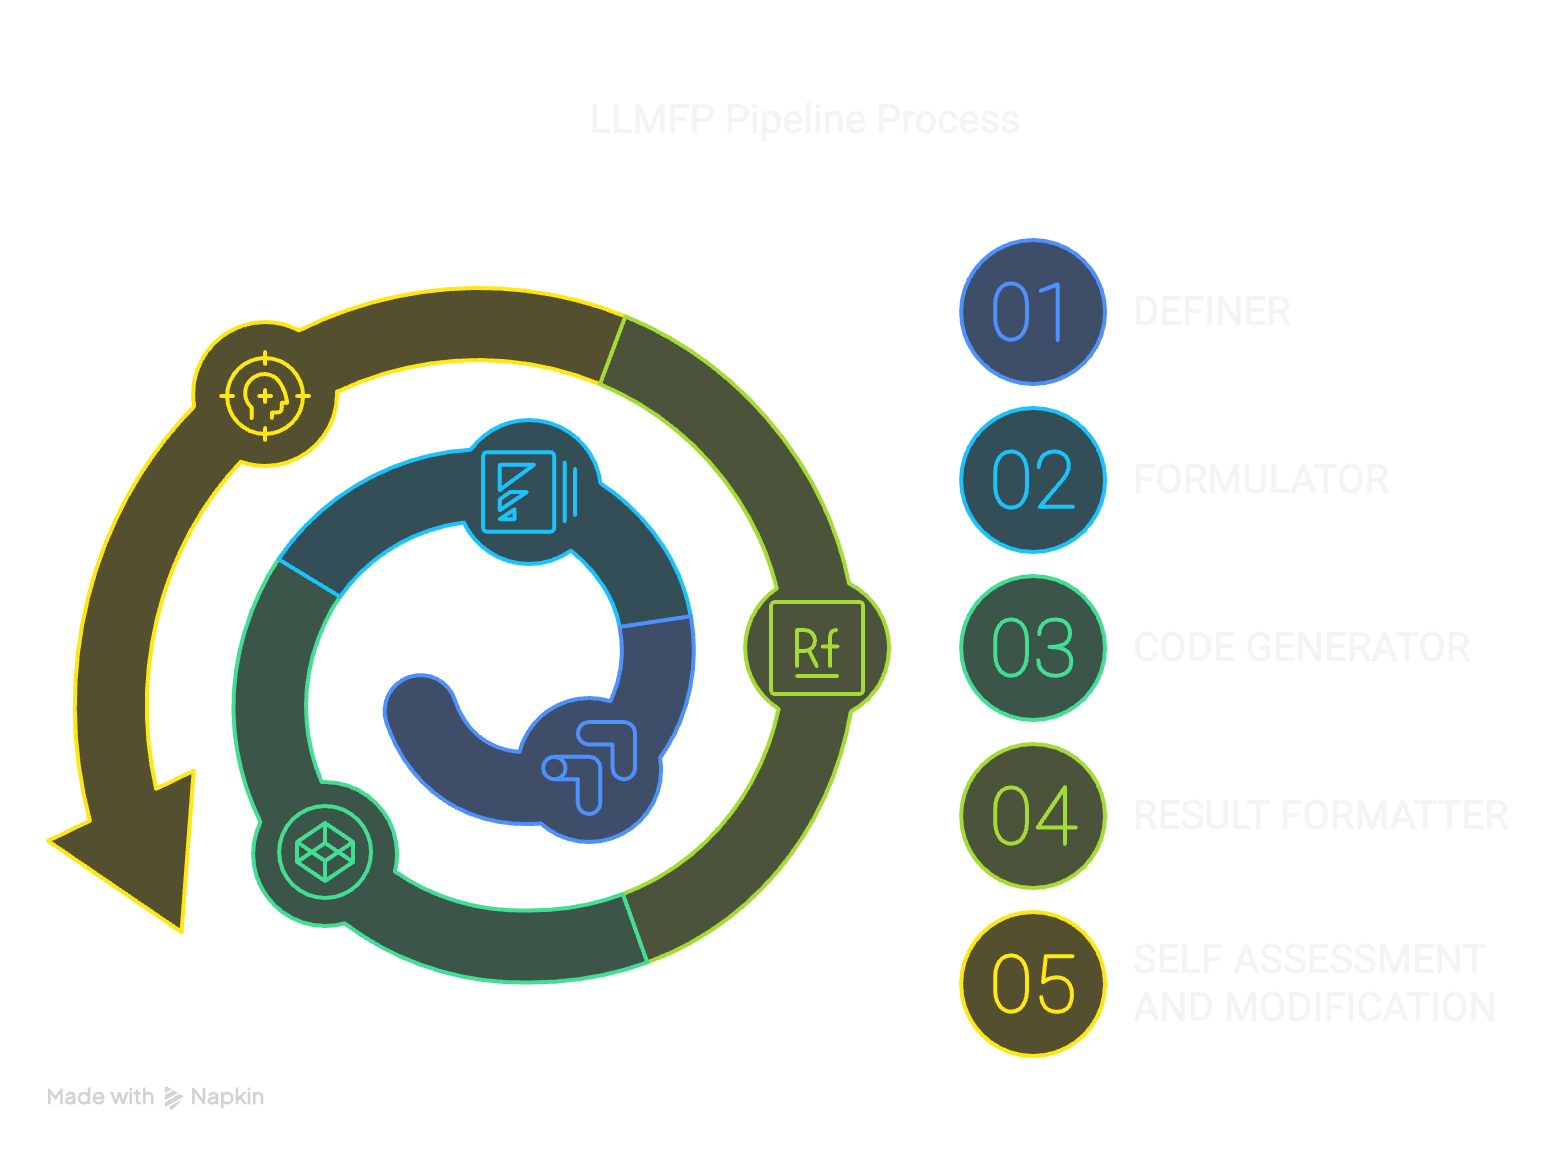 LLMFP Pipeline Process
01
DEFINER
02
FORMULATOR
Rf
03
CODE GENERATOR
04
RESULT FORMATTER
05
SELF ASSESSMENT
AND MODIFICATION
Made with Napkin